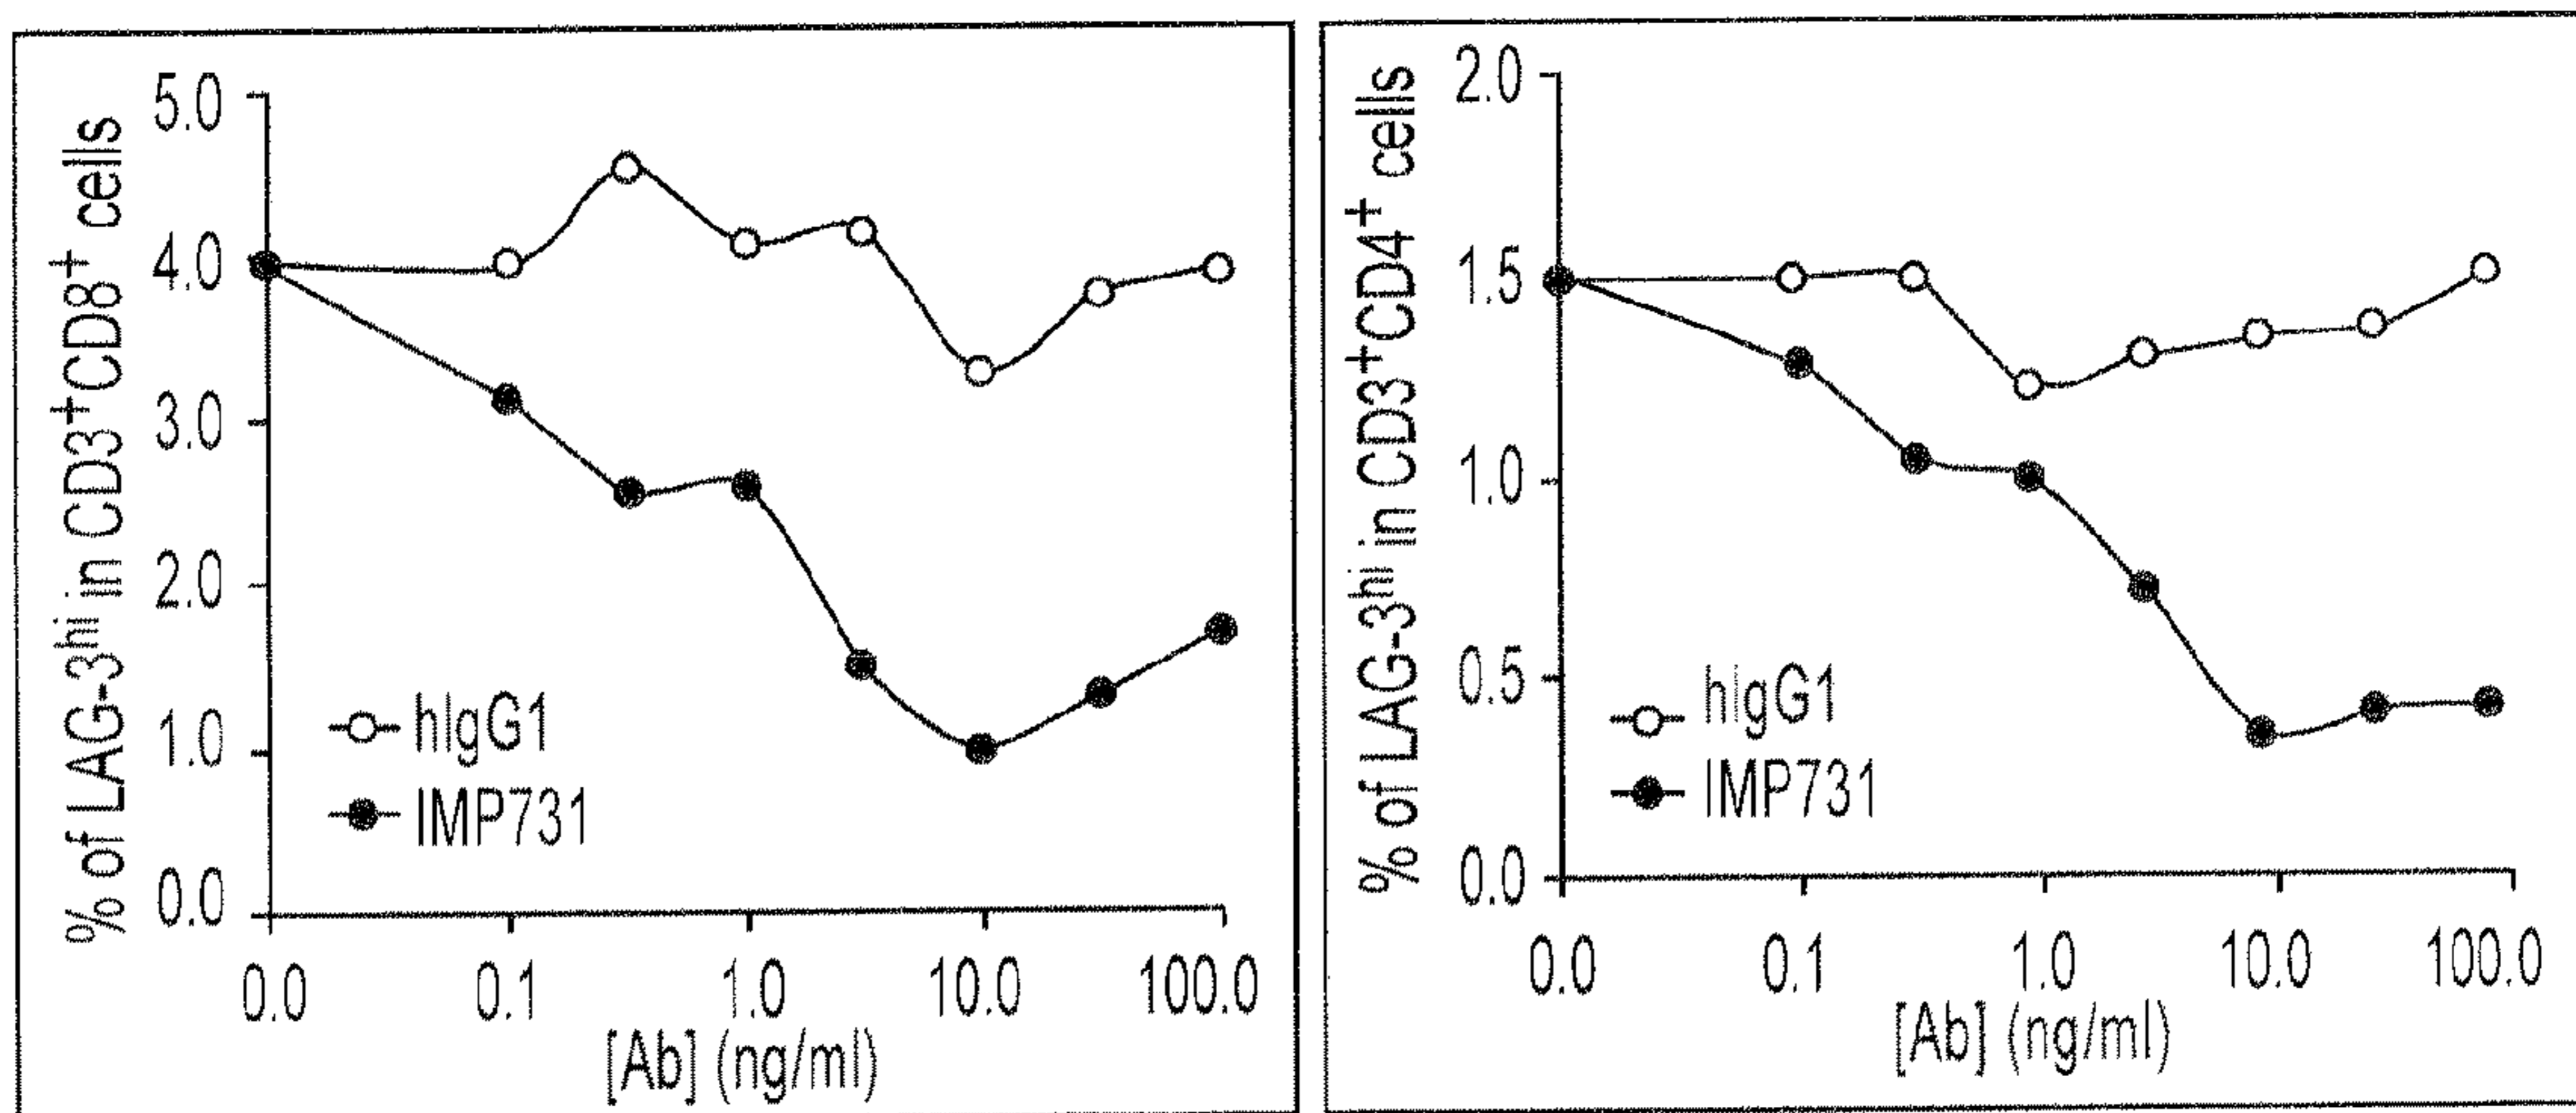 % of LAG-3hi in CD3+CD8+ cells
5.0
4.0
3.0
2.0
1.0
0.0
hIgG1
IMP731
0.0 0.1 1.0 10.0 100.0
[Ab] (ng/ml)
% of LAG-3hi in CD3+CD4+ cells
2.0
1.5
1.0
0.5
0.0
hIgG1
IMP731
0.0 0.1 1.0 10.0 100.0
[Ab] (ng/ml)